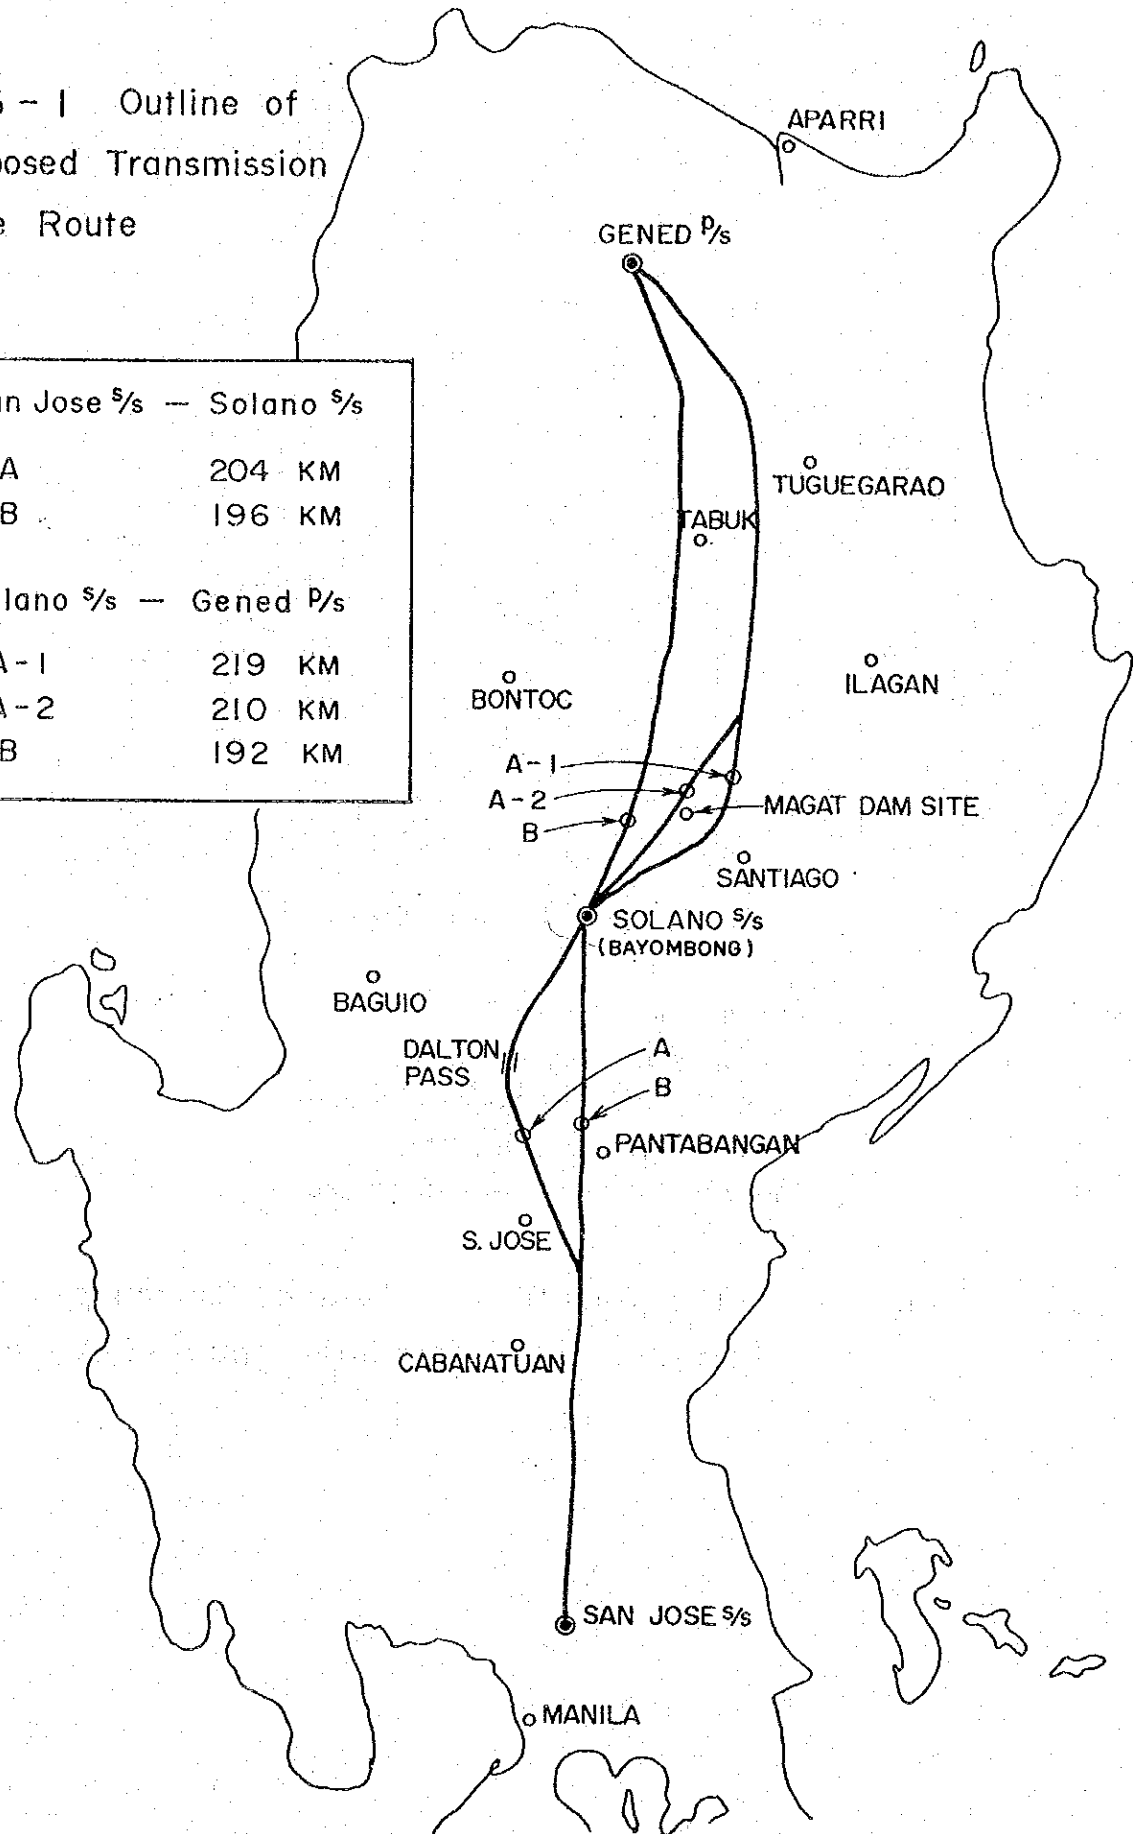 - 1 Outline of
Transmission
Route
APARRI
GENED P/s
Jose s/s — Solano s/s
A 204 KM
B 196 KM
s/s — Gened P/s
A-1 219 KM
A-2 210 KM
B 192 KM
TUGUEGARAO
TABUK
ILAGAN
BONTOC
A-1
A-2
MAGAT DAM SITE
B
SANTIAGO
SOLANO s/s
(BAYOMBONG)
BAGUIO
DALTON
PASS
A
B
PANTABANGAN
S. JOSE
CABANATUAN
SAN JOSE s/s
MANILA